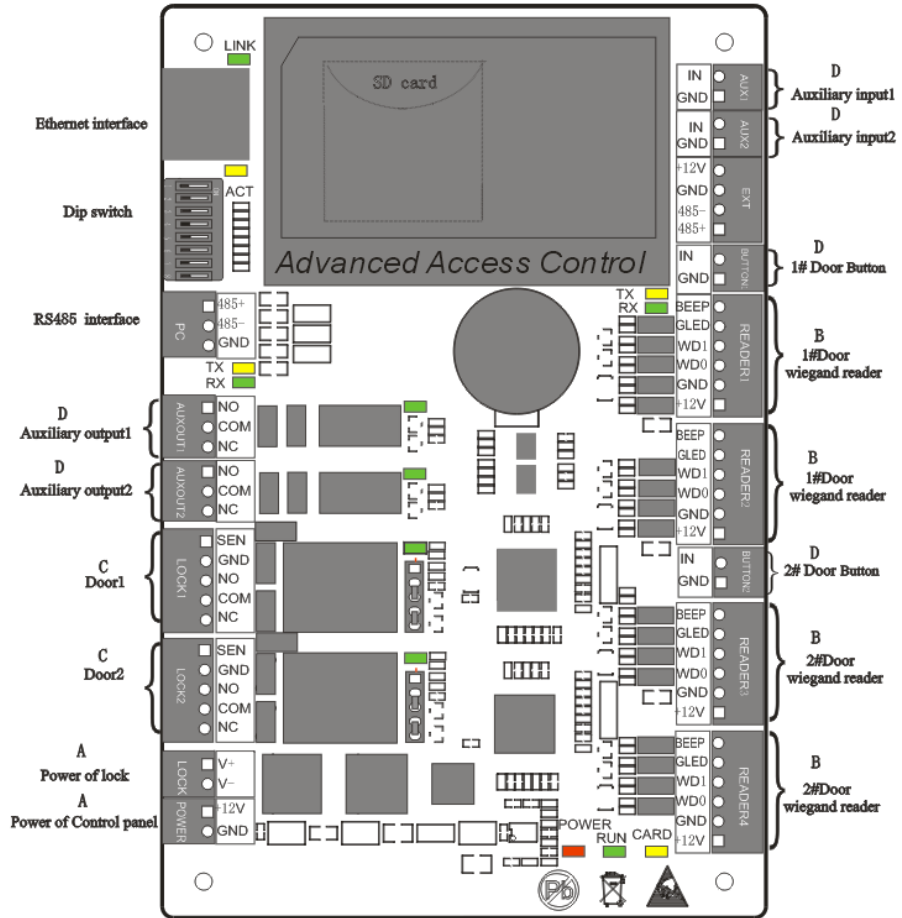 LINK
SD card
Ethernet interface
ACT
Dip switch
Advanced Access Control
RS485 interface
PC
485+
485-
GND
TX
RX
D
Auxiliary output1
AUXOUT1
NO
COM
NC
D
Auxiliary output2
AUXOUT2
NO
COM
NC
C
Door1
LOCK1
SEN
GND
NO
COM
NC
C
Door2
LOCK2
SEN
GND
NO
COM
NC
A
Power of lock
LOCK
V+
V-
A
Power of Control panel
POWER
+12V
GND
IN
GND
AUX1
D
Auxiliary input1
IN
GND
AUX2
D
Auxiliary input2
+12V
GND
485-
485+
EXT
IN
GND
D
1# Door Button
TX
RX
BEEP
GLED
WD1
WD0
GND
+12V
READER1
B
1#Door
wiegand reader
BEEP
GLED
WD1
WD0
GND
+12V
READER2
B
1#Door
wiegand reader
IN
GND
BUTTON2
D
2# Door Button
BEEP
GLED
WD1
WD0
GND
+12V
READER3
B
2#Door
wiegand reader
BEEP
GLED
WD1
WD0
GND
+12V
READER4
B
2#Door
wiegand reader
POWER
RUN
CARD
Pb